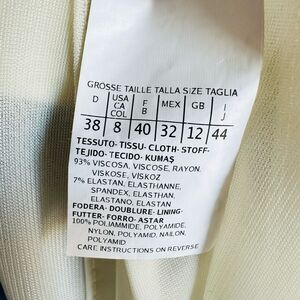 GROSSE TAILLE TALLA SIZE TAGLIA
D USA CA COL F B MEX GB I J
38 8 40 32 12 44
TESSUTO- TISSU- CLOTH- STOFF-
TEJIDO- TECIDO- KUMAŞ
93% VISCOSA, VISCOSE, RAYON,
VISKOSE, VISKOZ
7% ELASTAN, ELASTHANNE,
SPANDEX, ELASTHAN,
ELASTANO, ELASTAN
FODERA- DOUBLURE- LINING-
FUTTER- FORRO- ASTAR
100% POLIAMMIDE, POLYAMIDE,
NYLON, POLYAMID, NAILON,
POLYAMID
CARE INSTRUCTIONS ON REVERSE